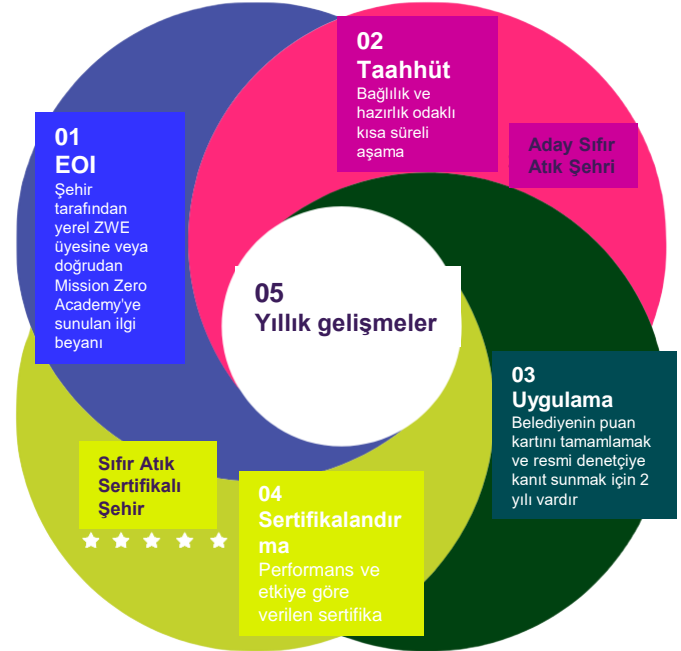 01
EOI
Şehir
tarafından
yerel ZWE
üyesine veya
doğrudan
Mission Zero
Academy'ye
sunulan ilgi
beyanı
02
Taahhüt
Bağlılık ve
hazırlık odaklı
kısa süreli
aşama
Aday Sıfır
Atık Şehri
03
Uygulama
Belediyenin puan
kartını tamamlamak
ve resmi denetçiye
kanıt sunmak için 2
yılı vardır
04
Sertifikalandır
ma
Performans ve
etkiye göre
verilen sertifika
Sıfır Atık
Sertifikalı
Şehir
05
Yıllık gelişmeler